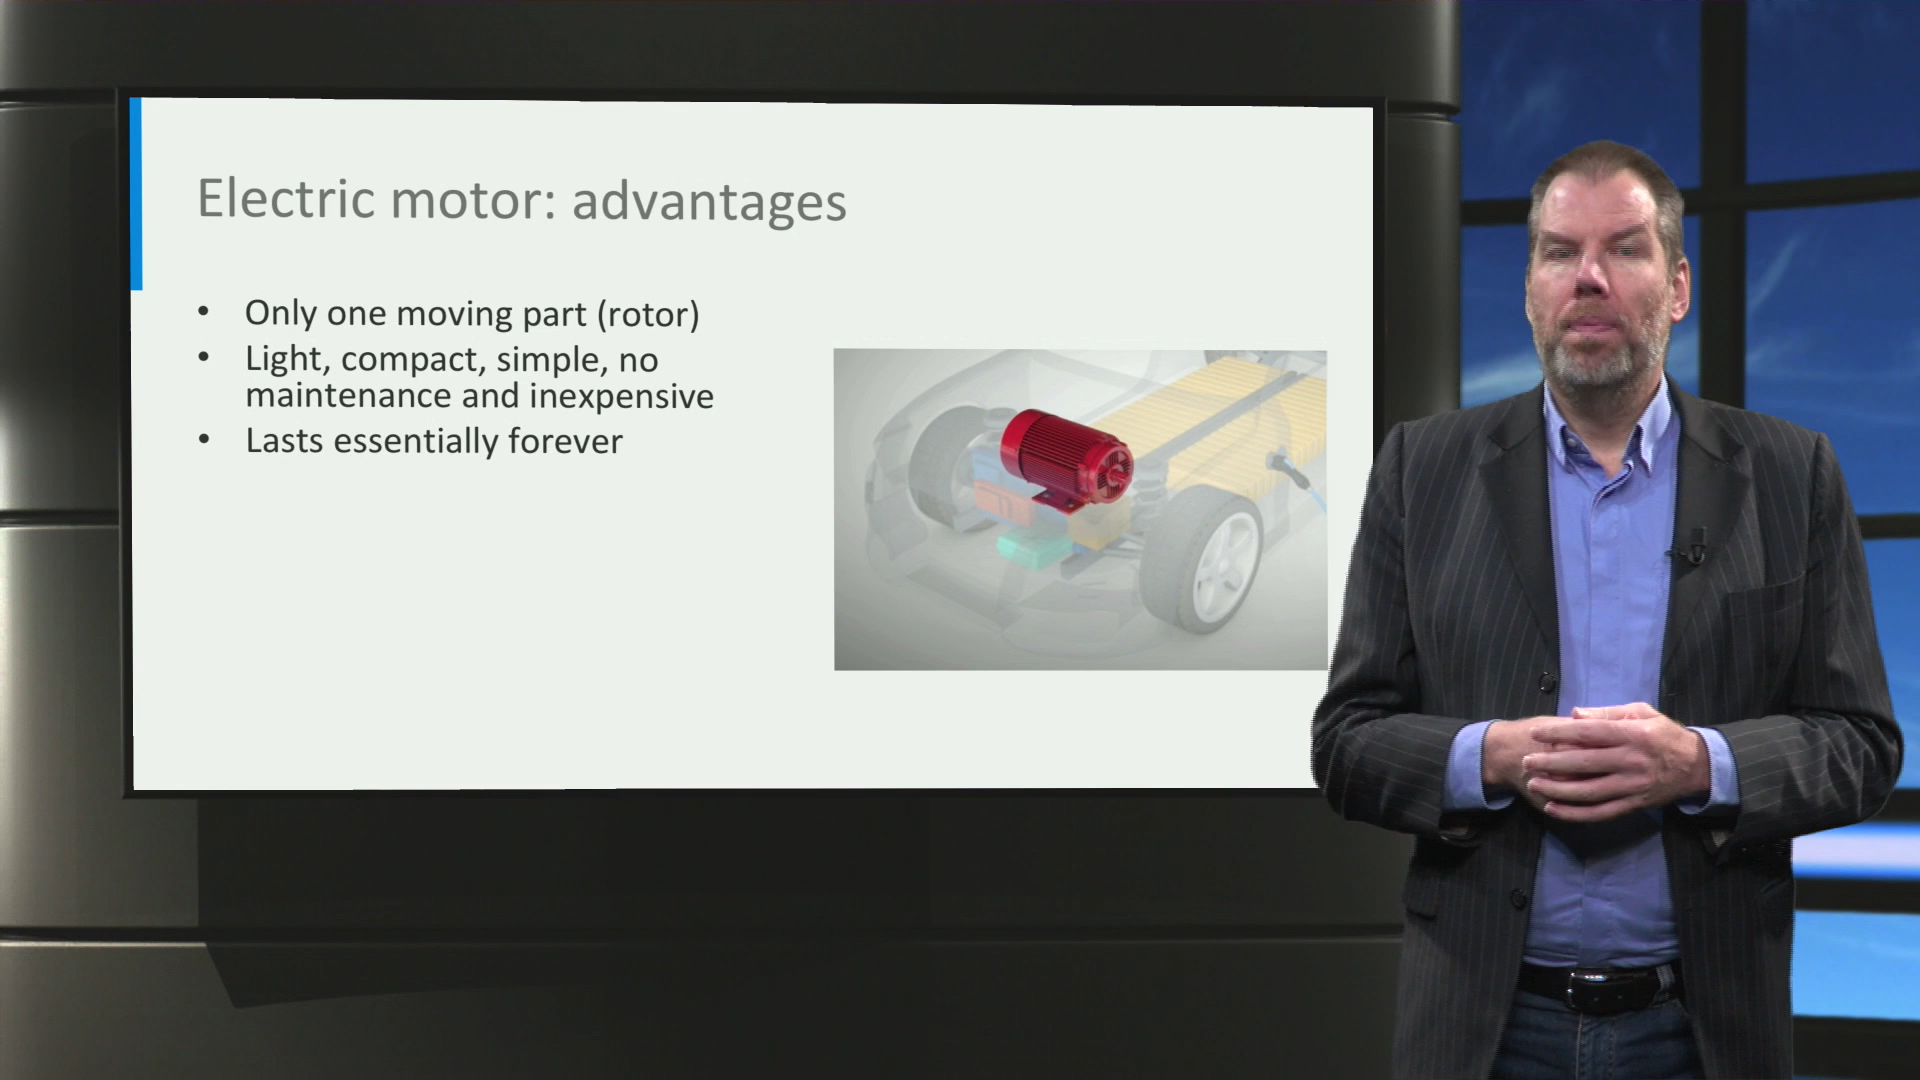 Electric motor: advantages
• Only one moving part (rotor)
• Light, compact, simple, no
maintenance and inexpensive
• Lasts essentially forever